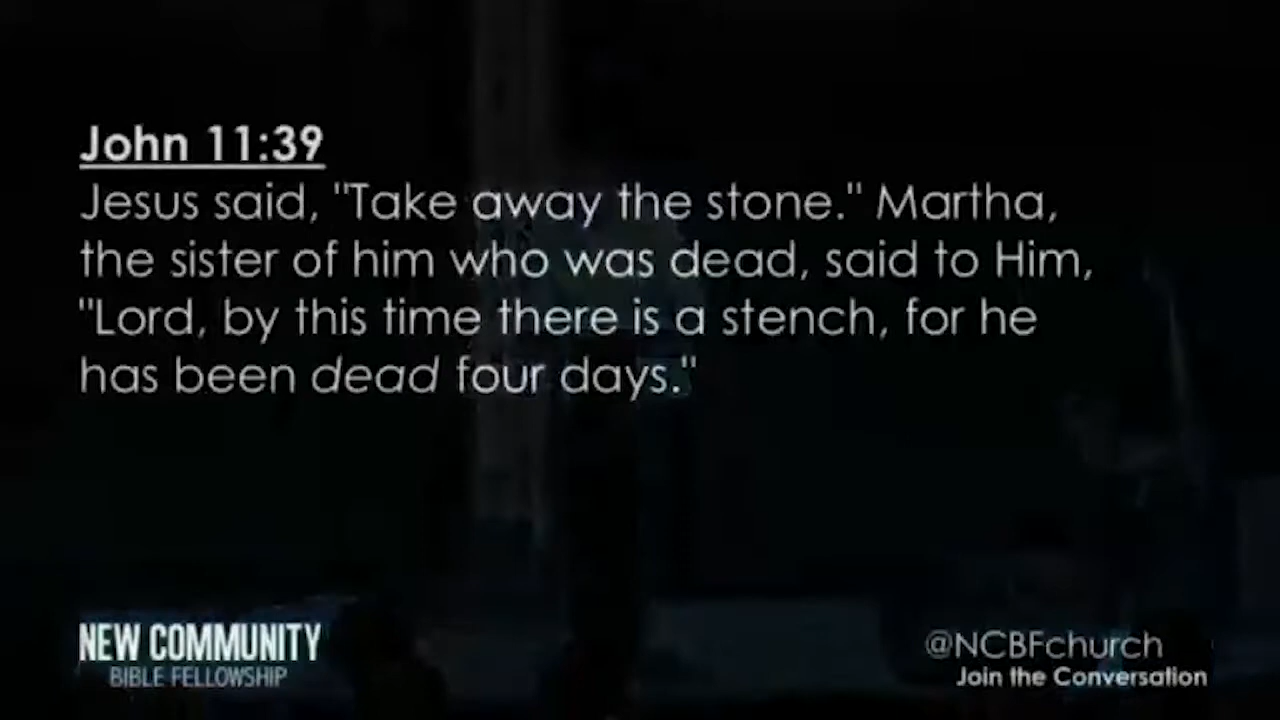 John 11:39
Jesus said, "Take away the stone." Martha,
the sister of him who was dead, said to Him,
"Lord, by this time there is a stench, for he
has been dead four days."
NEW COMMUNITY
BIBLE FELLOWSHIP
@NCBFchurch
Join the Conversation